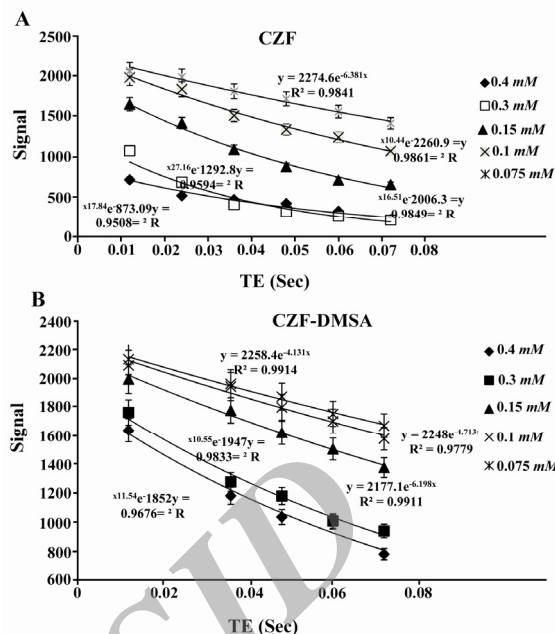 A
CZF
Signal
2500
2000
1500
1000
500
0
y = 2274.6e-6.381x
R² = 0.9841
x10.44e-2260.9 =y
0.9861= ² R
x27.16e-1292.8=y
0.9594= ² R
x17.84e-873.09=y
0.9508= ² R
x16.51e-2006.3 =y
0.9849= ² R
0.4 mM
0.3 mM
0.15 mM
0.1 mM
0.075 mM
0 0.01 0.02 0.03 0.04 0.05 0.06 0.07 0.08
TE (Sec)
B
CZF-DMSA
Signal
2400
2200
2000
1800
1600
1400
1200
1000
800
600
y = 2258.4e-4.131x
R² = 0.9914
y = 2248e-4.713x
R² = 0.9779
x10.55e-1947y =
0.9833= ² R
x11.54e-1852y =
0.9676= ² R
y = 2177.1e-6.198x
R² = 0.9911
0.4 mM
0.3 mM
0.15 mM
0.1 mM
0.075 mM
0.00 0.02 0.04 0.06 0.08
TE (Sec)
SID